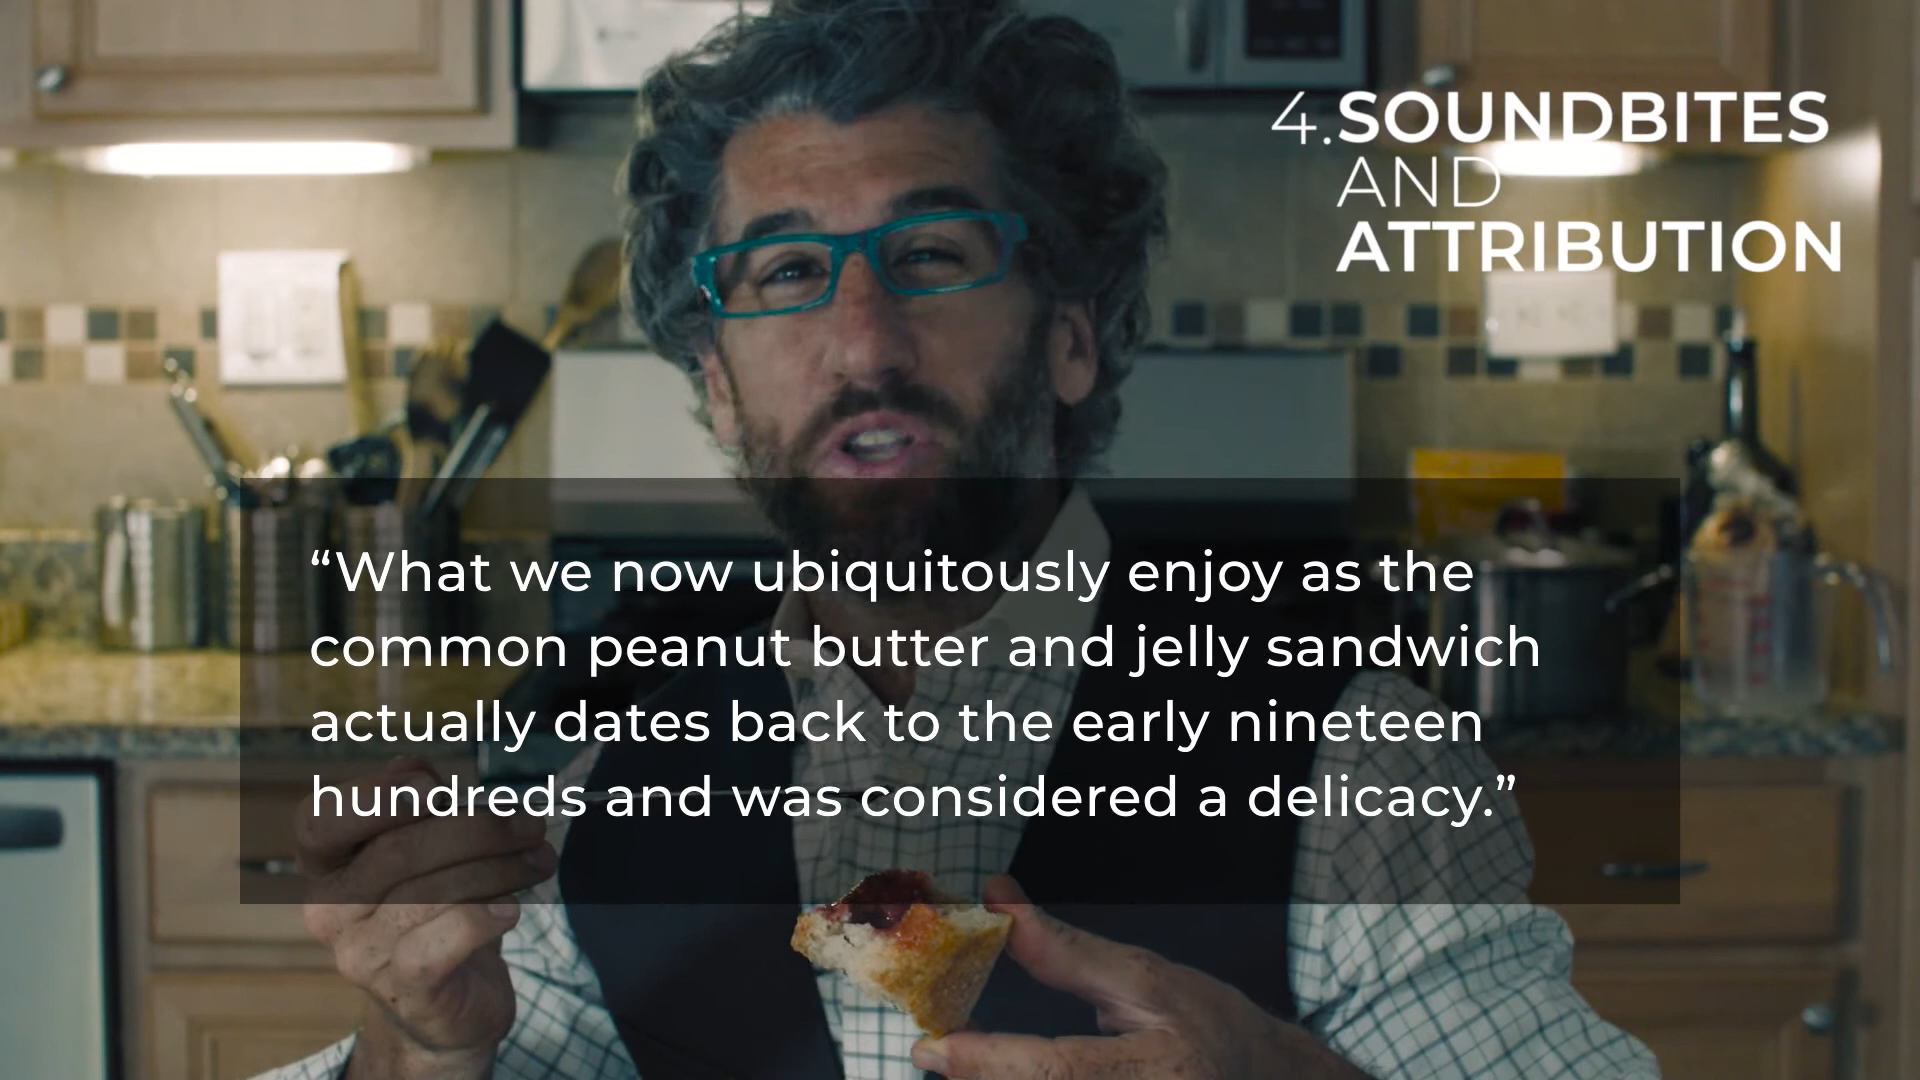 4.SOUNDBITES
AND
ATTRIBUTION
“What we now ubiquitously enjoy as the
common peanut butter and jelly sandwich
actually dates back to the early nineteen
hundreds and was considered a delicacy.”